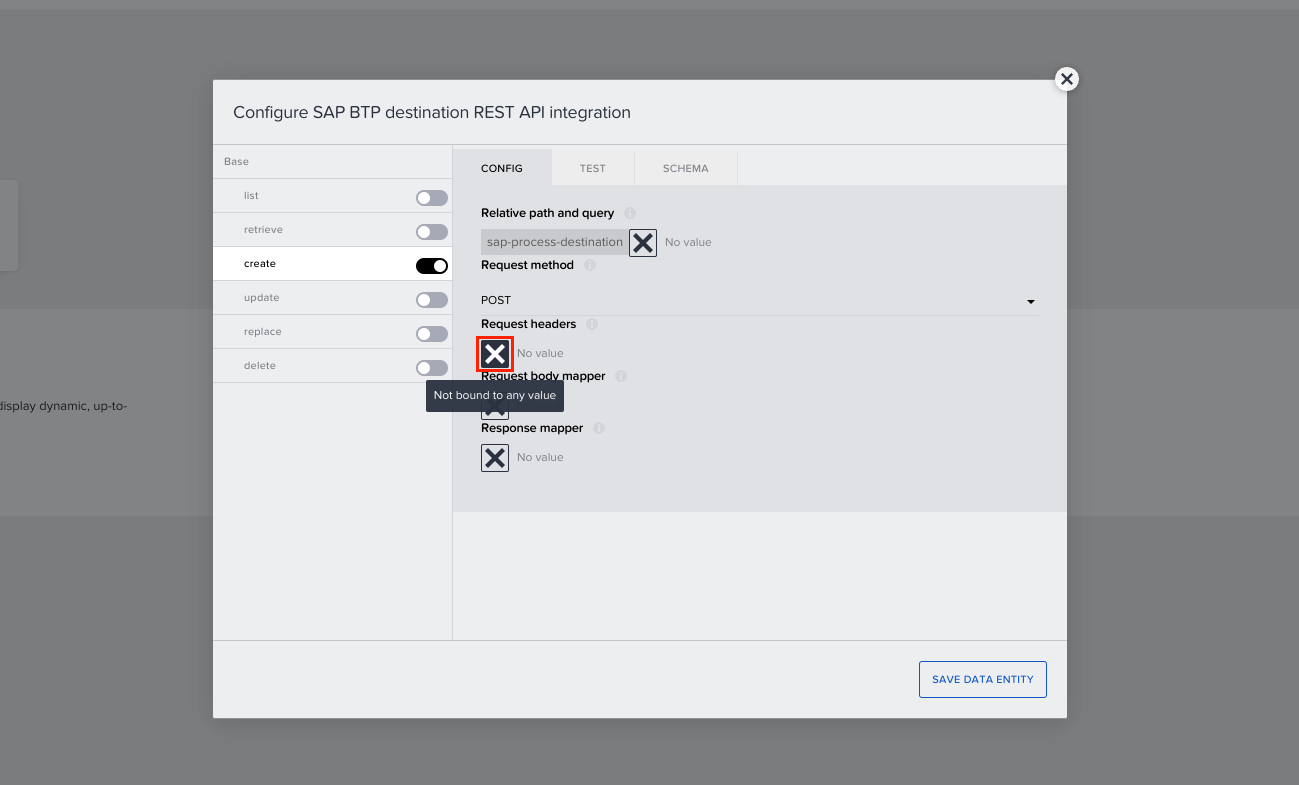 Configure SAP BTP destination REST API integration
Base
list
retrieve
create
update
replace
delete
CONFIG
TEST
SCHEMA
Relative path and query
sap-process-destination
No value
Request method
POST
Request headers
No value
Request body mapper
Not bound to any value
Response mapper
No value
display dynamic, up-to-
SAVE DATA ENTITY